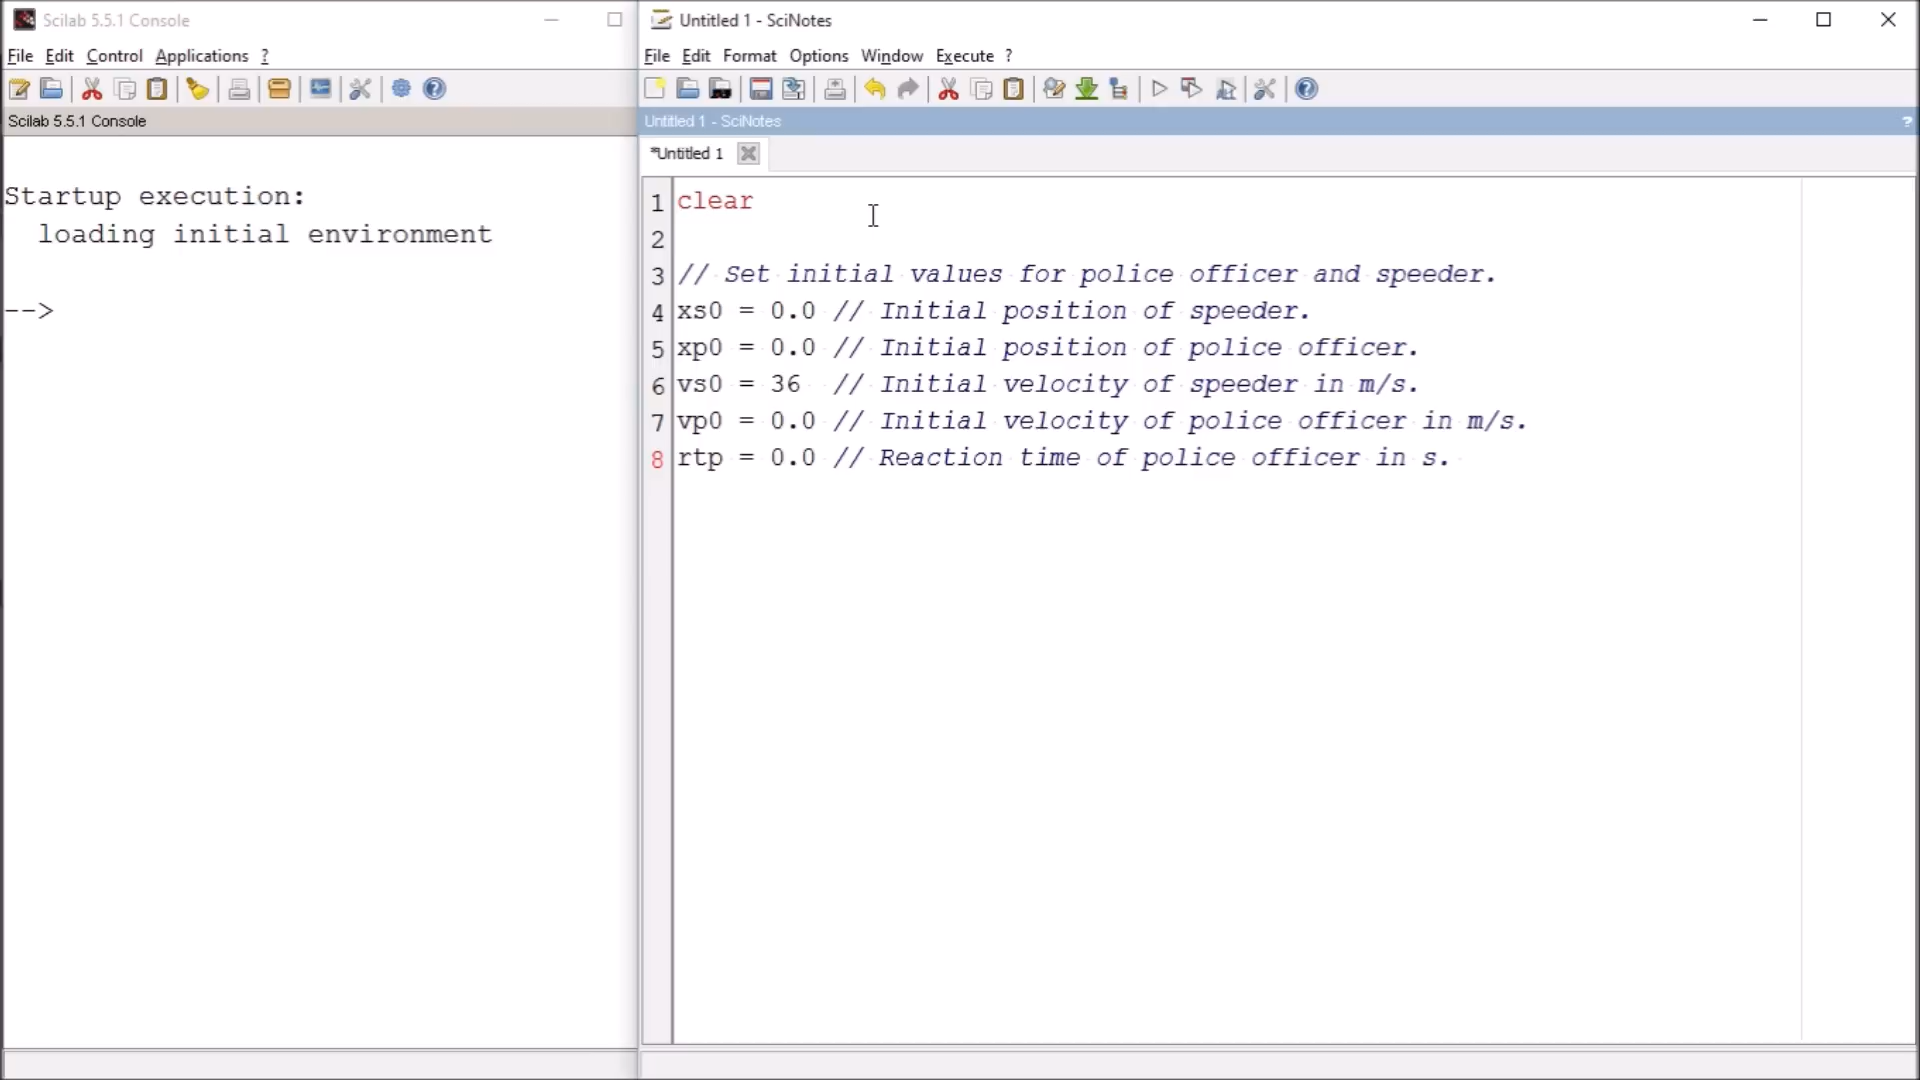 Scilab 5.5.1 Console
File Edit Control Applications ?
Scilab 5.5.1 Console
Startup execution:
loading initial environment
-->
Untitled 1 - SciNotes
File Edit Format Options Window Execute ?
Untitled 1 - SciNotes ?
*Untitled 1
1 clear
2
3 // Set initial values for police officer and speeder.
4 xs0 = 0.0 // Initial position of speeder.
5 xp0 = 0.0 // Initial position of police officer.
6 vs0 = 36 // Initial velocity of speeder in m/s.
7 vp0 = 0.0 // Initial velocity of police officer in m/s.
8 rtp = 0.0 // Reaction time of police officer in s.